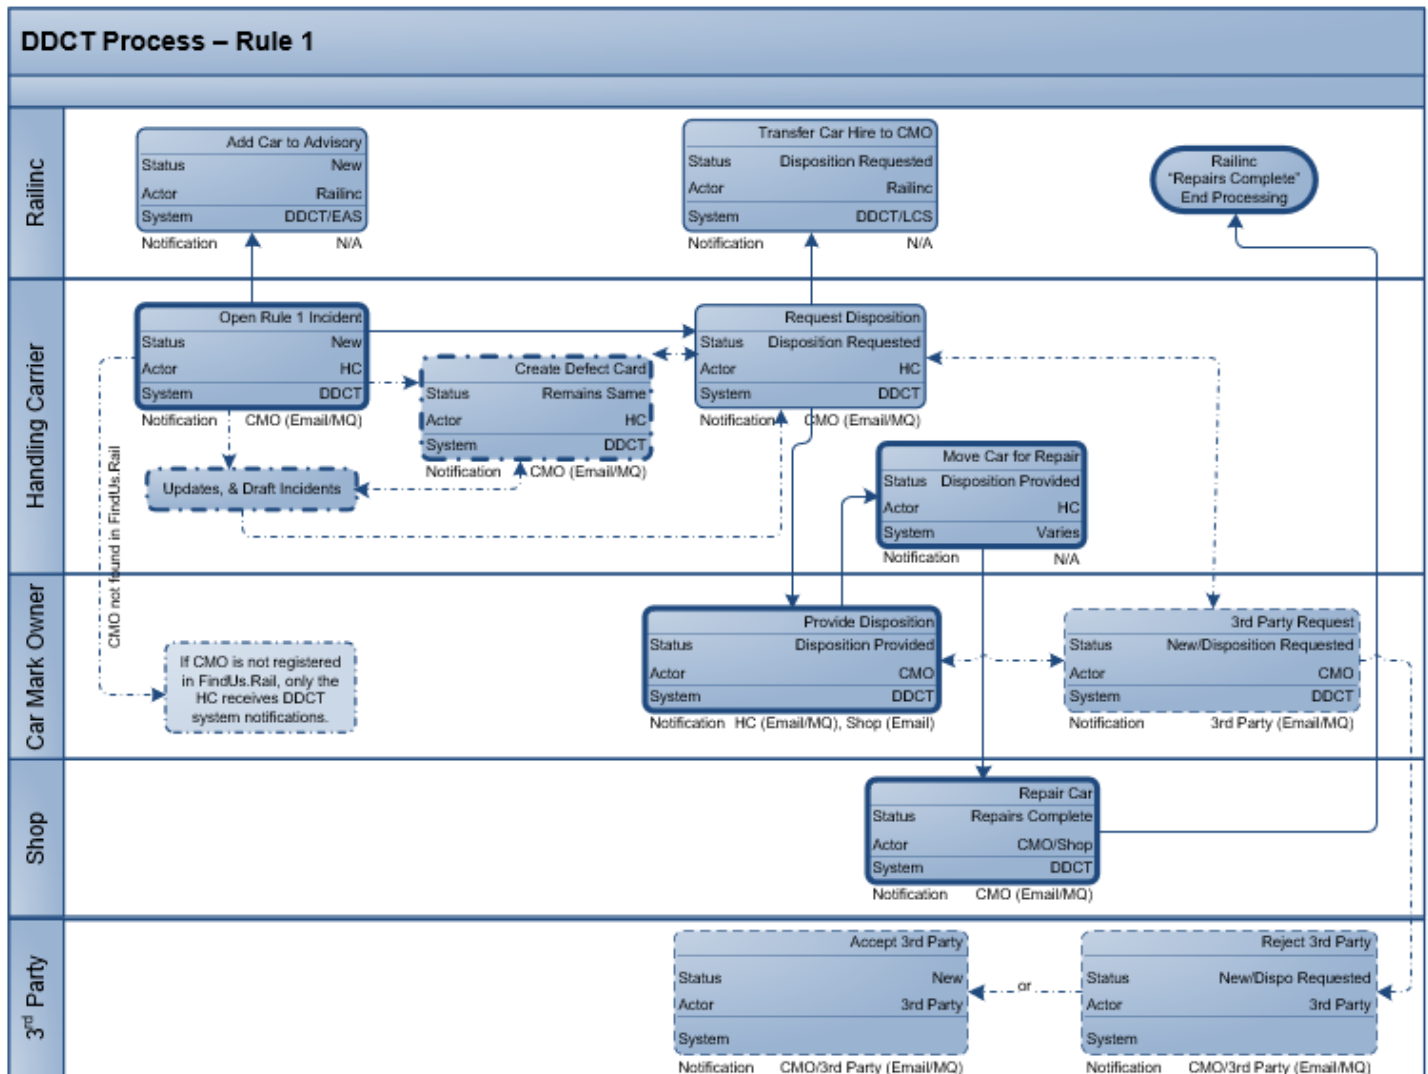 DDCT Process – Rule 1
Railinc
Add Car to Advisory
Status New
Actor Railinc
System DDCT/EAS
Notification N/A
Transfer Car Hire to CMO
Status Disposition Requested
Actor Railinc
System DDCT/LCS
Notification N/A
Railinc
“Repairs Complete”
End Processing
Handling Carrier
Open Rule 1 Incident
Status New
Actor HC
System DDCT
Notification CMO (Email/MQ)
Create Defect Card
Status Remains Same
Actor HC
System DDCT
Notification CMO (Email/MQ)
Request Disposition
Status Disposition Requested
Actor HC
System DDCT
Notification CMO (Email/MQ)
Updates, & Draft Incidents
Move Car for Repair
Status Disposition Provided
Actor HC
System Varies
Notification N/A
CMO not found in FindUs.Rail
Car Mark Owner
If CMO is not registered
in FindUs.Rail, only the
HC receives DDCT
system notifications.
Provide Disposition
Status Disposition Provided
Actor CMO
System DDCT
Notification HC (Email/MQ), Shop (Email)
3rd Party Request
Status New/Disposition Requested
Actor CMO
System DDCT
Notification 3rd Party (Email/MQ)
Shop
Repair Car
Status Repairs Complete
Actor CMO/Shop
System DDCT
Notification CMO (Email/MQ)
3rd Party
Accept 3rd Party
Status New
Actor 3rd Party
System
Notification CMO/3rd Party (Email/MQ)
or
Reject 3rd Party
Status New/Dispo Requested
Actor 3rd Party
System
Notification CMO/3rd Party (Email/MQ)